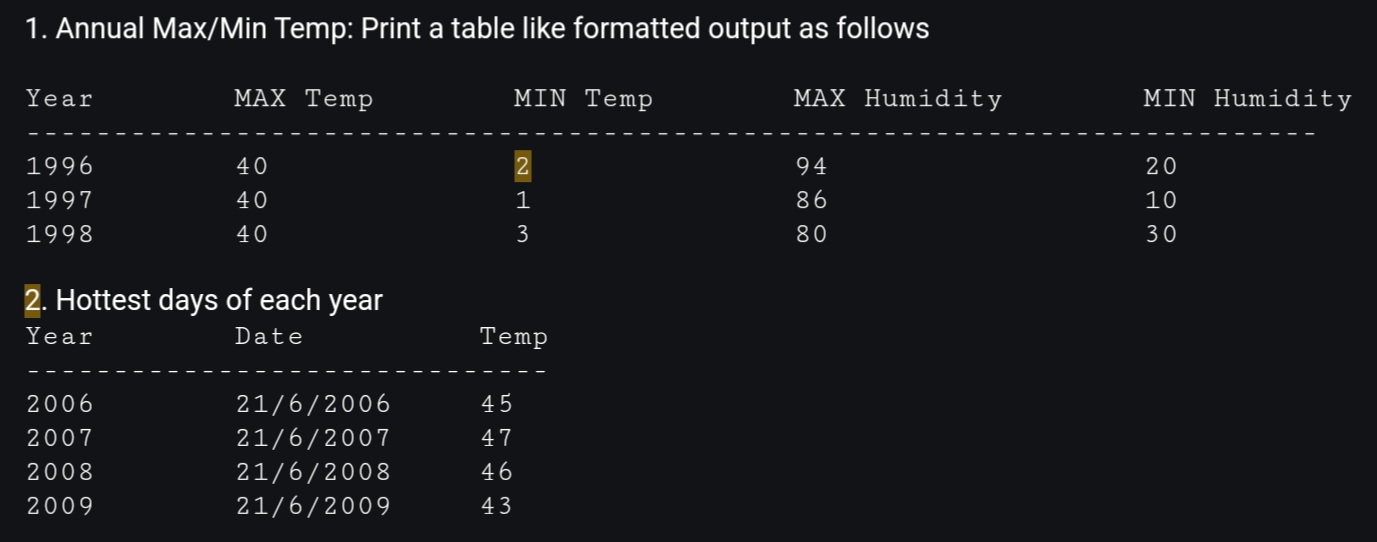 1. Annual Max/Min Temp: Print a table like formatted output as follows
Year MAX Temp MIN Temp MAX Humidity MIN Humidity
--------------------------------------------------------------------------
1996 40 2 94 20
1997 40 1 86 10
1998 40 3 80 30
2. Hottest days of each year
Year Date Temp
------------------------------
2006 21/6/2006 45
2007 21/6/2007 47
2008 21/6/2008 46
2009 21/6/2009 43